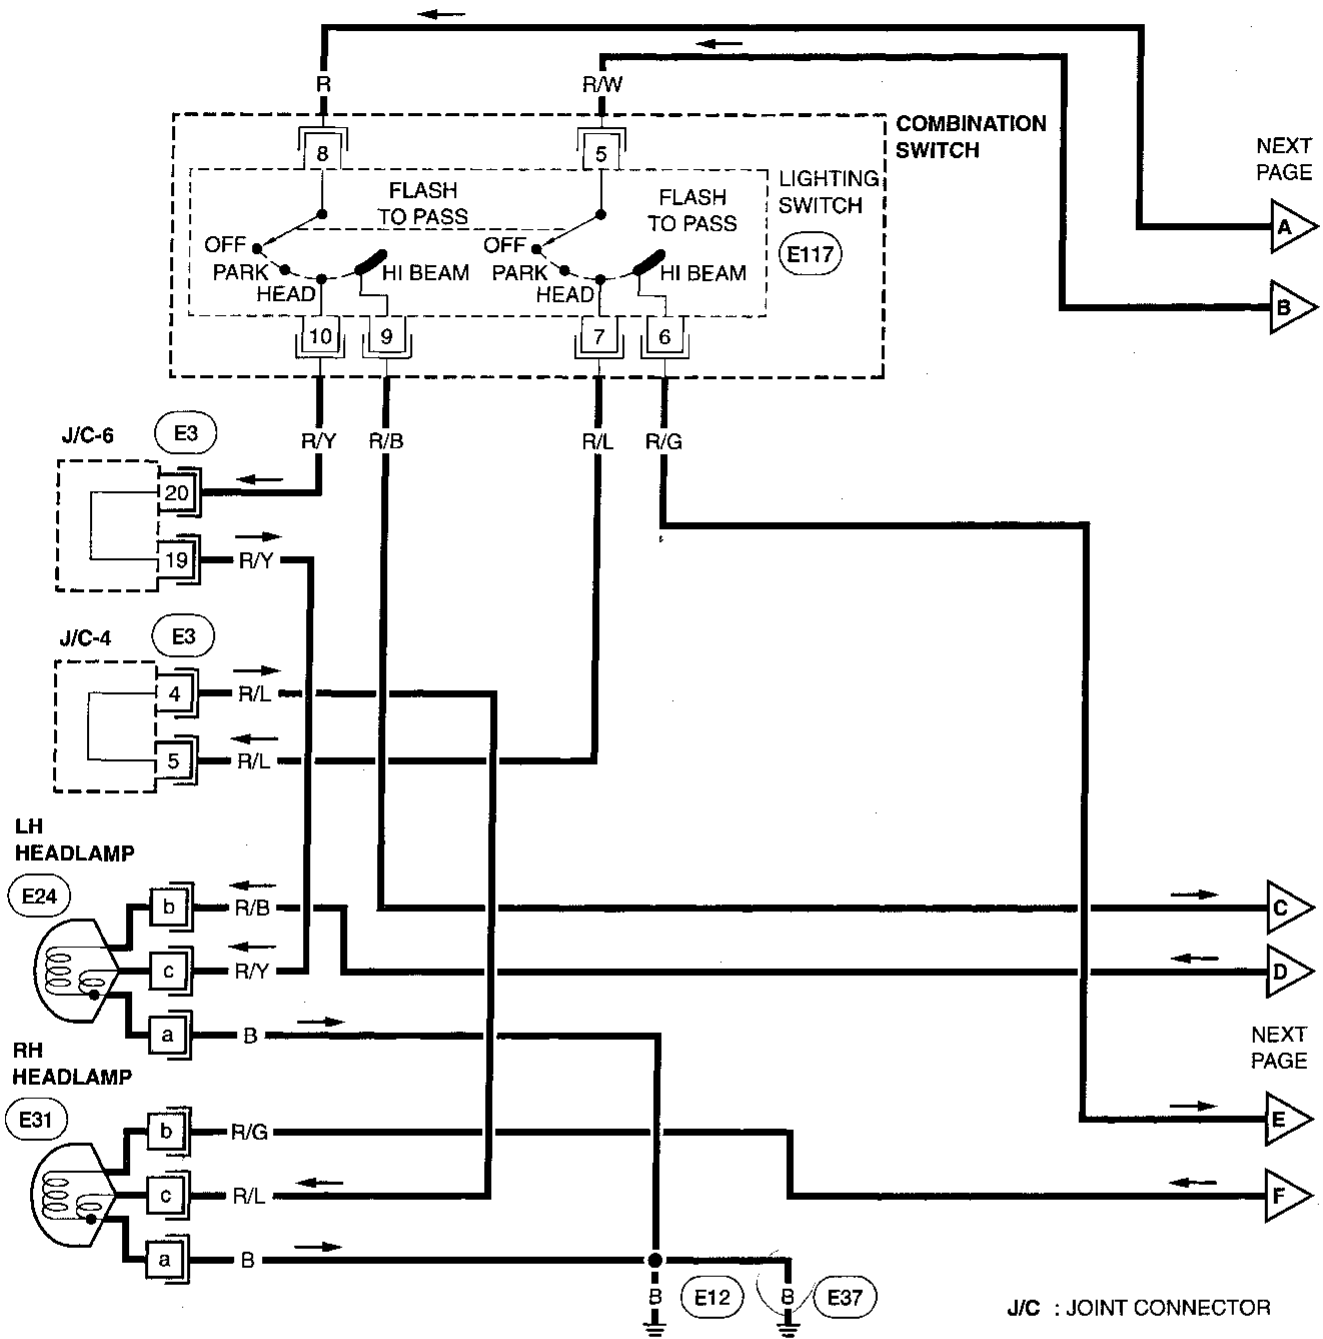 R
R/W
COMBINATION
SWITCH
NEXT
PAGE
8
5
LIGHTING
SWITCH
FLASH
TO PASS
FLASH
TO PASS
A
OFF
PARK
HEAD
HI BEAM
OFF
PARK
HEAD
HI BEAM
E117
B
10
9
7
6
J/C-6
E3
R/Y
R/B
R/L
R/G
20
19
R/Y
J/C-4
E3
4
R/L
5
R/L
LH
HEADLAMP
E24
b
R/B
C
c
R/Y
D
a
B
RH
HEADLAMP
NEXT
PAGE
E31
b
R/G
E
c
R/L
F
a
B
B
E12
B
E37
J/C : JOINT CONNECTOR